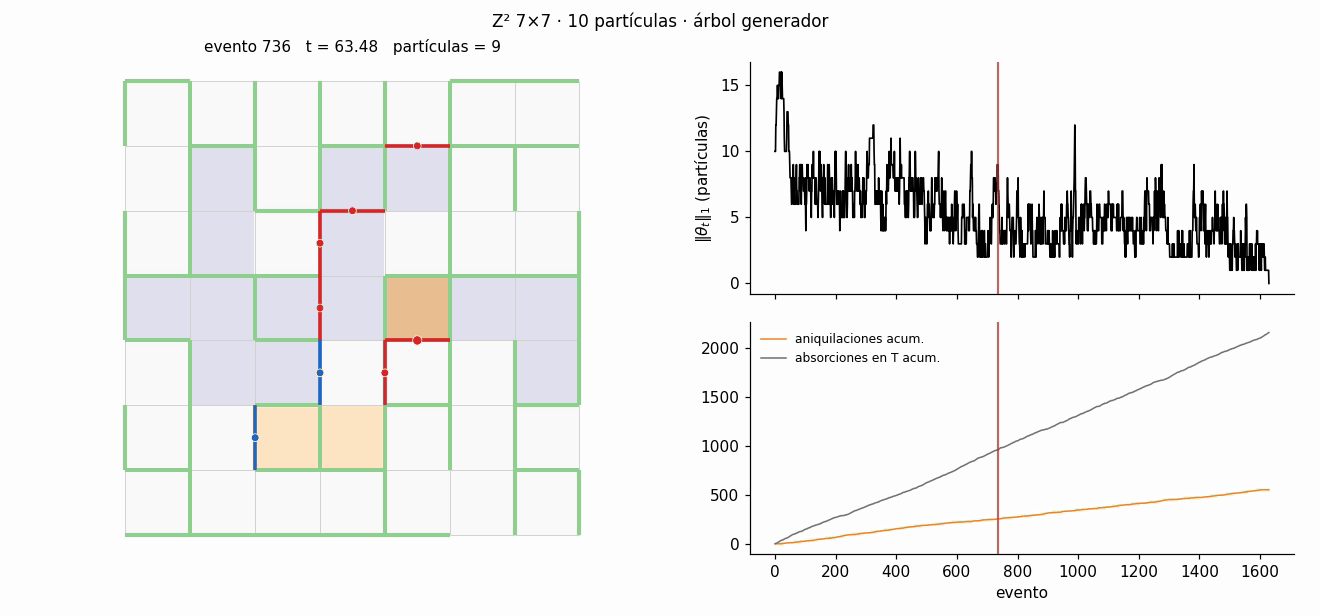 Z² 7×7 · 10 partículas · árbol generador
evento 736   t = 63.48   partículas = 9
‖θₜ‖₁ (partículas)
15
10
5
0
aniquilaciones acum.
absorciones en T acum.
2000
1500
1000
500
0
0 200 400 600 800 1000 1200 1400 1600
evento